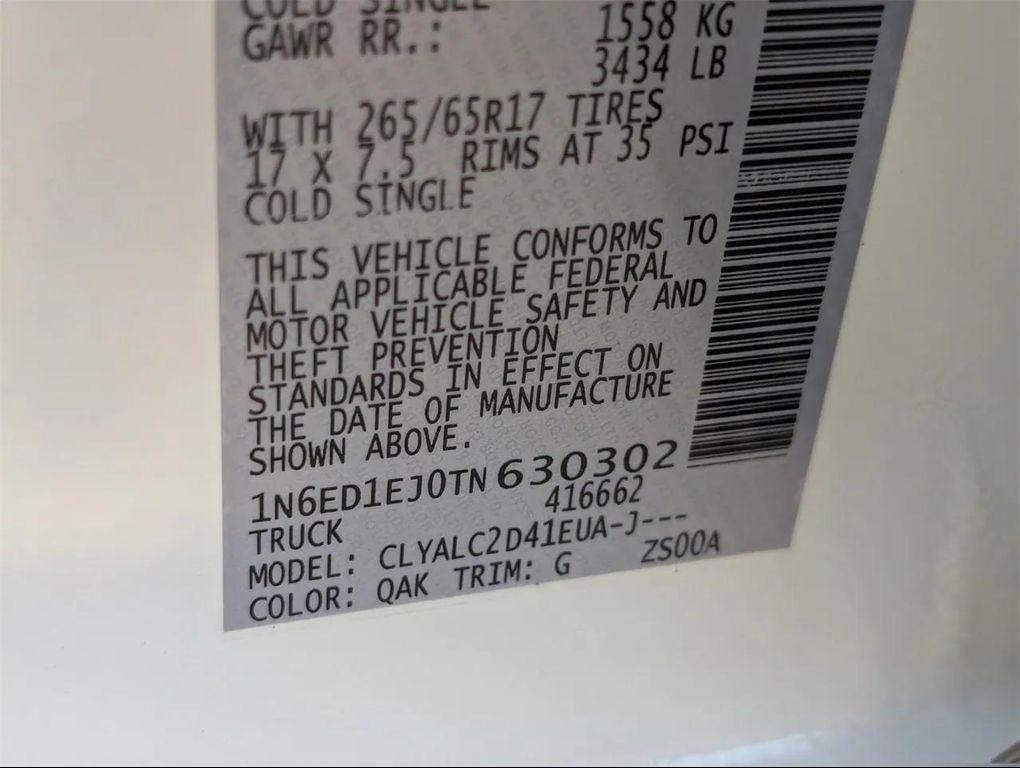 COLD SINGLE
GAWR RR.: 1558 KG
3434 LB
WITH 265/65R17 TIRES
17 X 7.5 RIMS AT 35 PSI
COLD SINGLE
THIS VEHICLE CONFORMS TO
ALL APPLICABLE FEDERAL
MOTOR VEHICLE SAFETY AND
THEFT PREVENTION
STANDARDS IN EFFECT ON
THE DATE OF MANUFACTURE
SHOWN ABOVE.
1N6ED1EJ0TN630302
TRUCK 416662
MODEL: CLYALC2D41EUA-J---
COLOR: QAK TRIM: G ZS00A